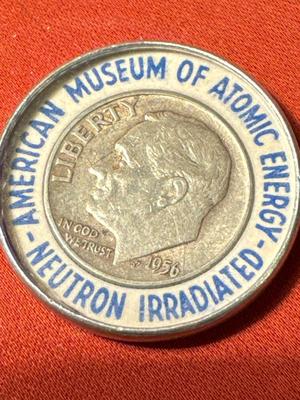 AMERICAN MUSEUM OF ATOMIC ENERGY-
-NEUTRON IRRADIATED-
LIBERTY
IN GOD
WE TRUST
1956